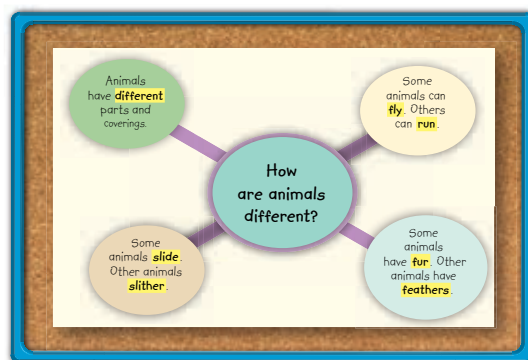 Animals
have different
parts and
coverings.
Some
animals can
fly. Others
can run.
How
are animals
different?
Some
animals slide.
Other animals
slither.
Some
animals
have fur. Other
animals have
feathers.